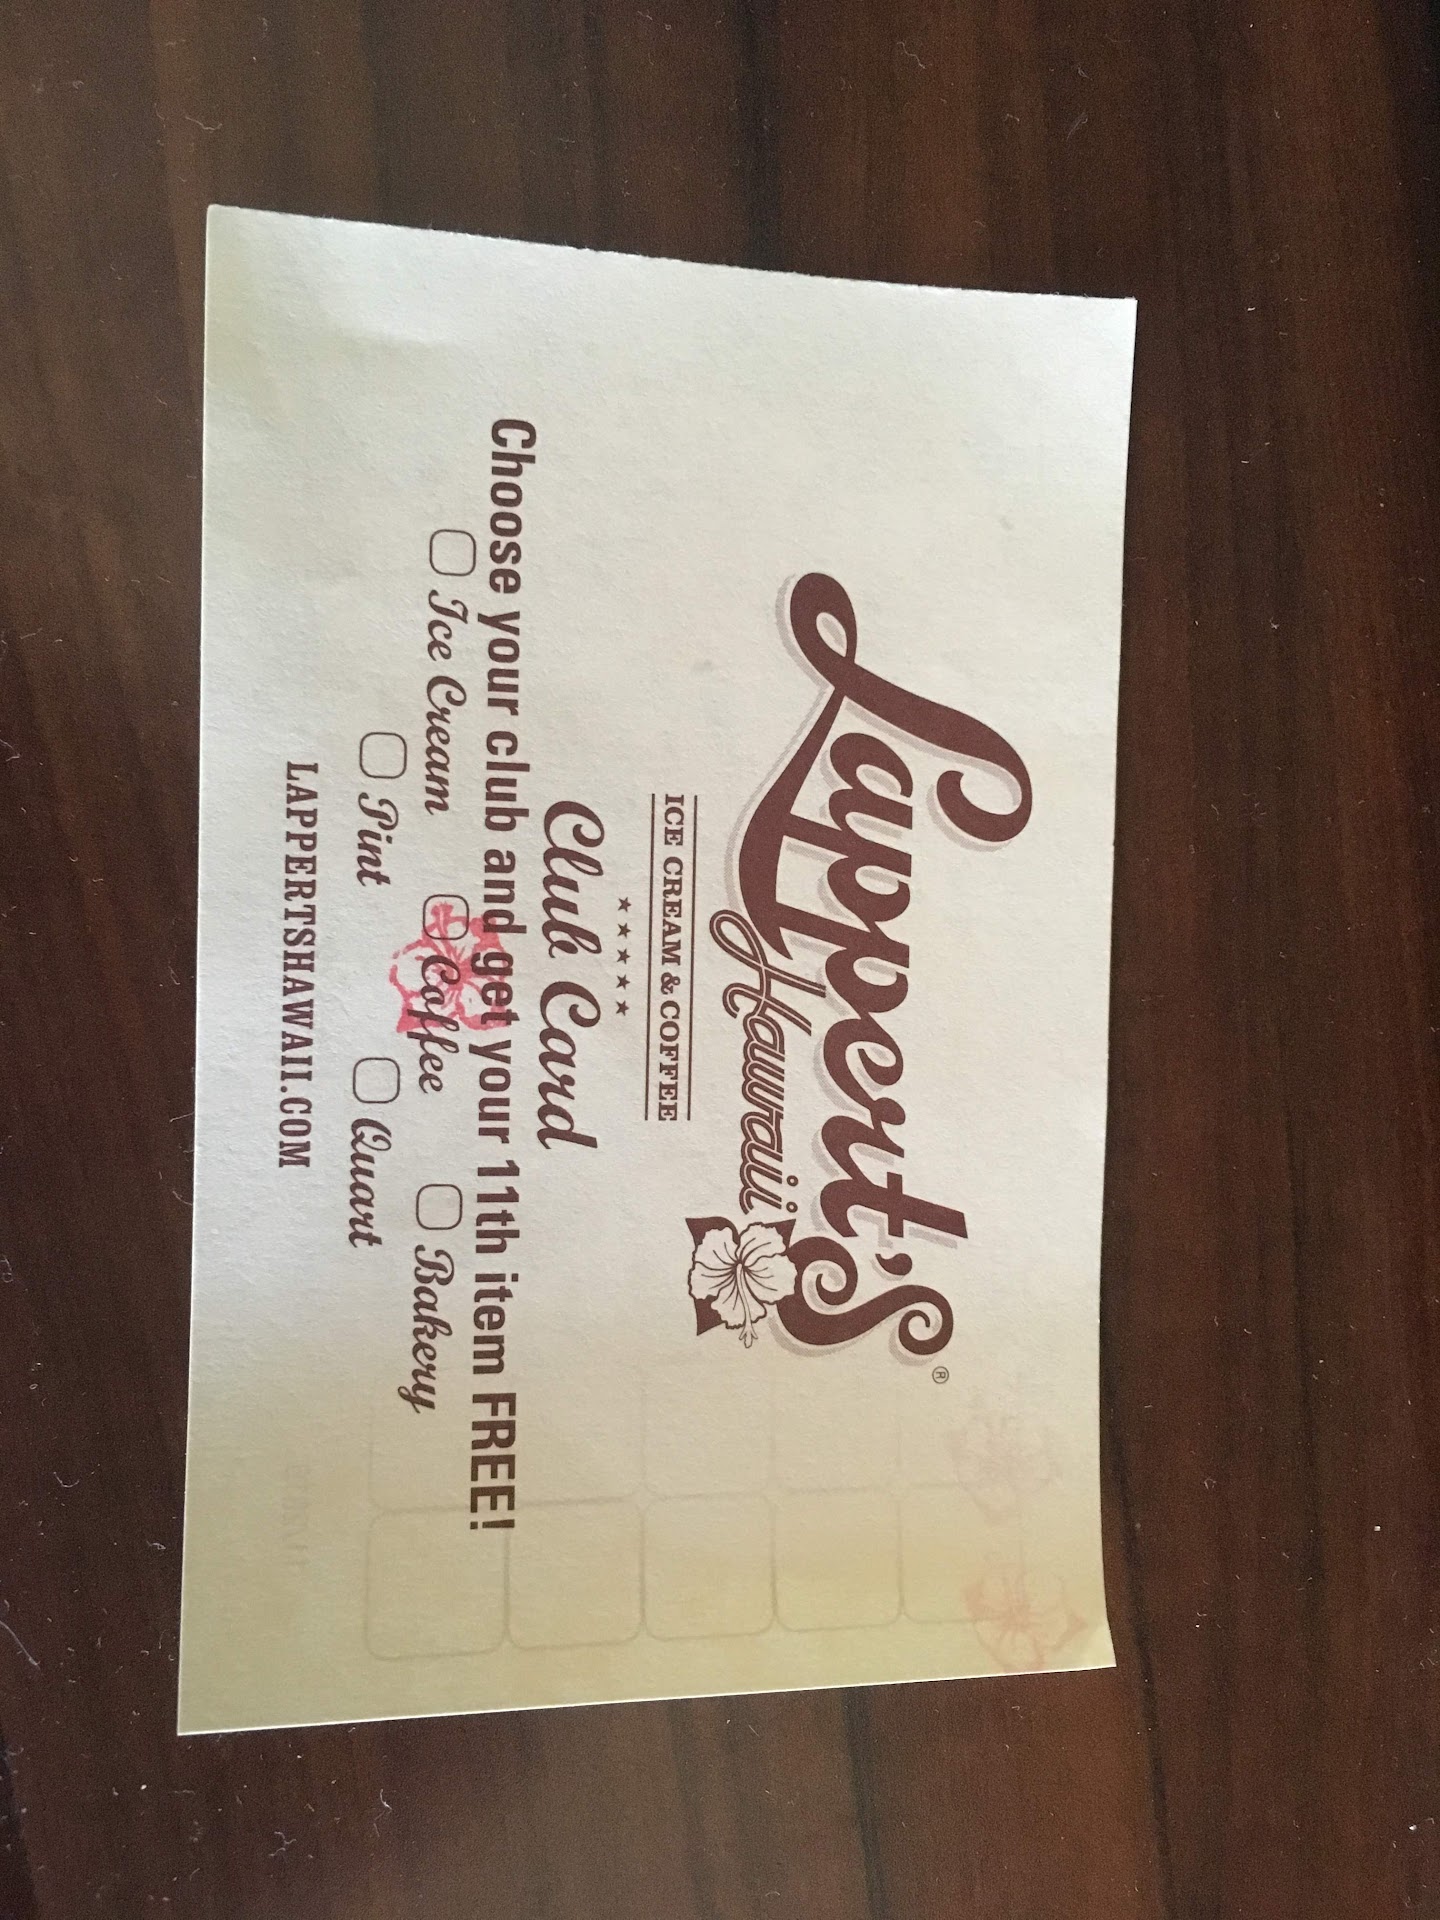 Lappert's®
Hawaii
ICE CREAM & COFFEE
★★★★★
Club Card
Choose your club and get your 11th item FREE!
Ice Cream Coffee Bakery
Pint Quart
LAPPERTSHAWAII.COM